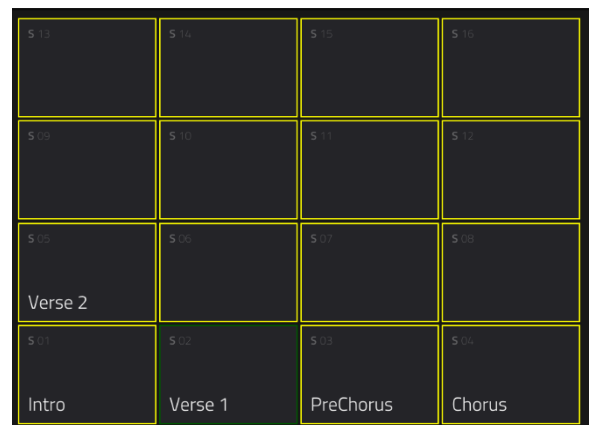 S 13
S 14
S 15
S 16
S 09
S 10
S 11
S 12
S 05
Verse 2
S 06
S 07
S 08
S 01
Intro
S 02
Verse 1
S 03
PreChorus
S 04
Chorus